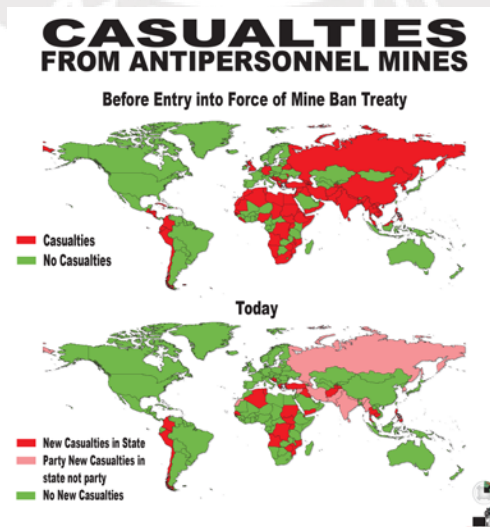 CASUALTIES
FROM ANTIPERSONNEL MINES
Before Entry into Force of Mine Ban Treaty
Casualties
No Casualties
Today
New Casualties in State
Party New Casualties in
state not party
No New Casualties